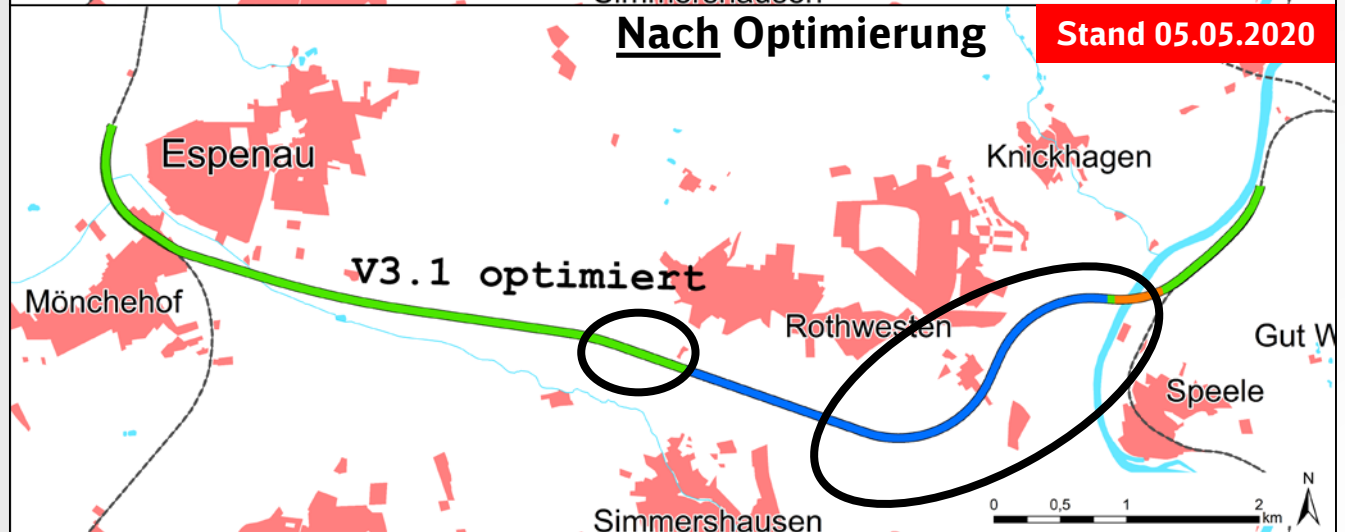 Nach Optimierung
Stand 05.05.2020
Espenau
Knickhagen
V3.1 optimiert
Mönchehof
Rothwesten
Gut W
Speele
N
0 0,5 1 2
km
Simmershausen